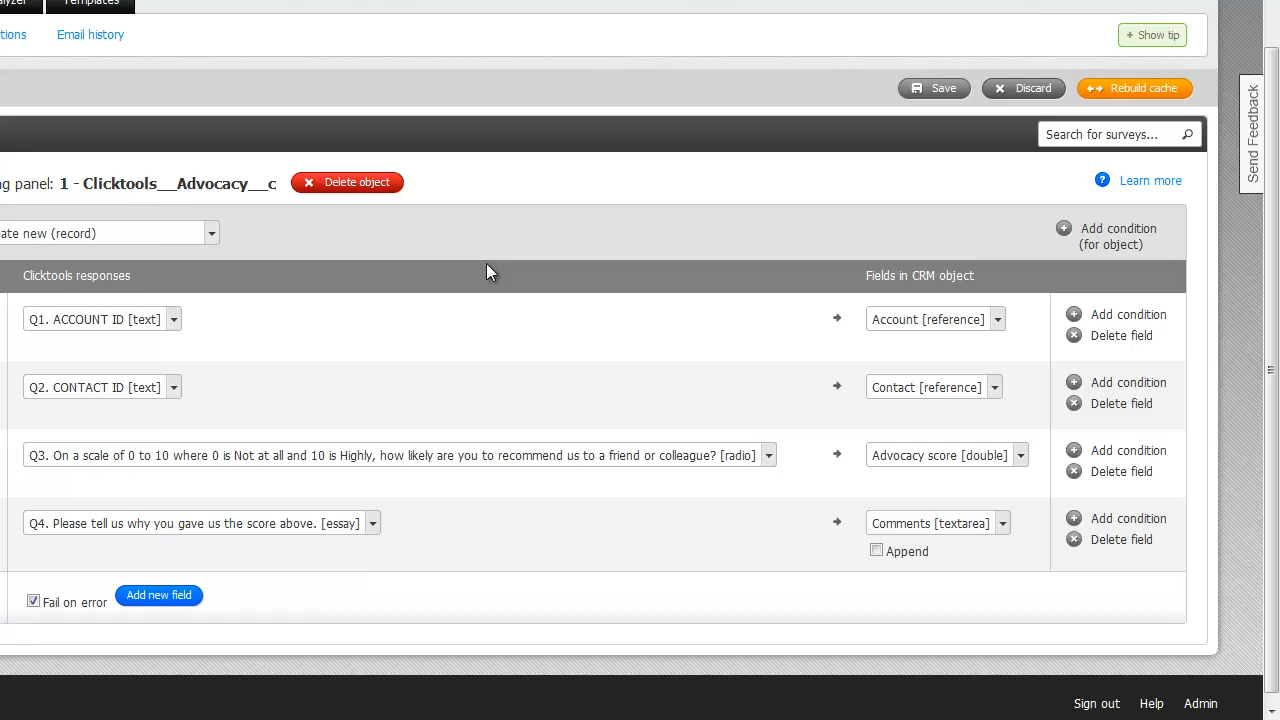 Templates
Email history
+ Show tip
Save
Discard
Rebuild cache
Send Feedback
Search for surveys...
panel: 1 - Clicktools__Advocacy__c
Delete object
? Learn more
(record)
Add condition
(for object)
Clicktools responses
Fields in CRM object
Q1. ACCOUNT ID [text]
Account [reference]
Add condition
Delete field
Q2. CONTACT ID [text]
Contact [reference]
Add condition
Delete field
Q3. On a scale of 0 to 10 where 0 is Not at all and 10 is Highly, how likely are you to recommend us to a friend or colleague? [radio]
Advocacy score [double]
Add condition
Delete field
Q4. Please tell us why you gave us the score above. [essay]
Comments [textarea]
Add condition
Delete field
Append
Fail on error
Add new field
Sign out
Help
Admin